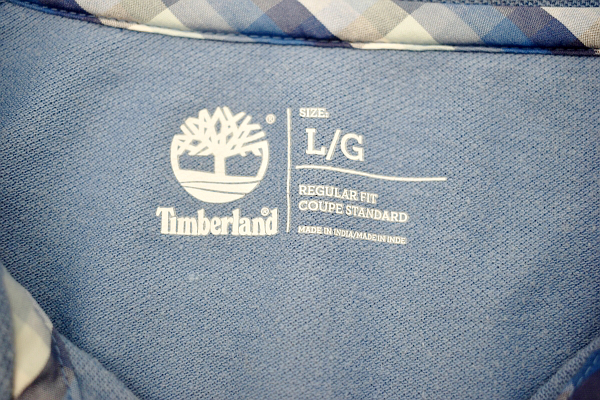 Timberland®
SIZE:
L/G
REGULAR FIT
COUPE STANDARD
MADE IN INDIA/MADE IN INDE